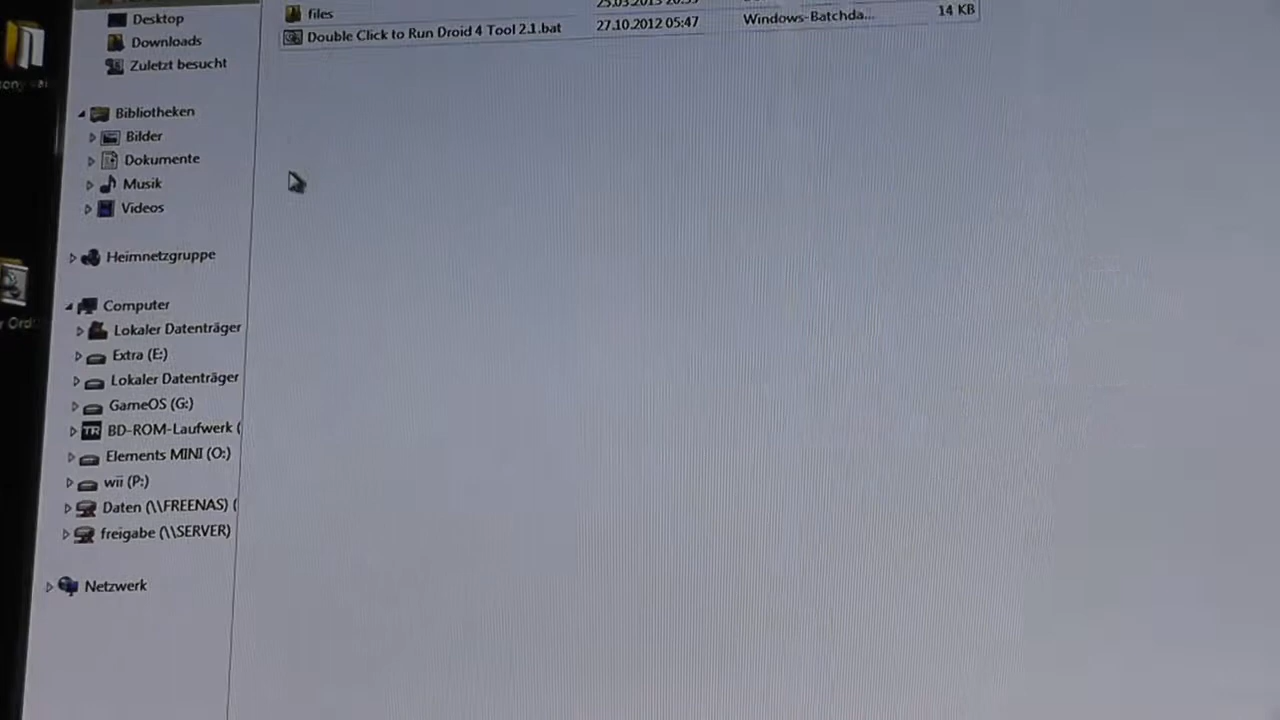 Desktop
Downloads
Zuletzt besucht
Bibliotheken
Bilder
Dokumente
Musik
Videos
Heimnetzgruppe
Computer
Lokaler Datenträger
Extra (E:)
Lokaler Datenträger
GameOS (G:)
BD-ROM-Laufwerk (
Elements MINI (O:)
wii (P:)
Daten (\\FREENAS) (
freigabe (\\SERVER)
Netzwerk
files
Double Click to Run Droid 4 Tool 2.1.bat 27.10.2012 05:47 Windows-Batchda... 14 KB